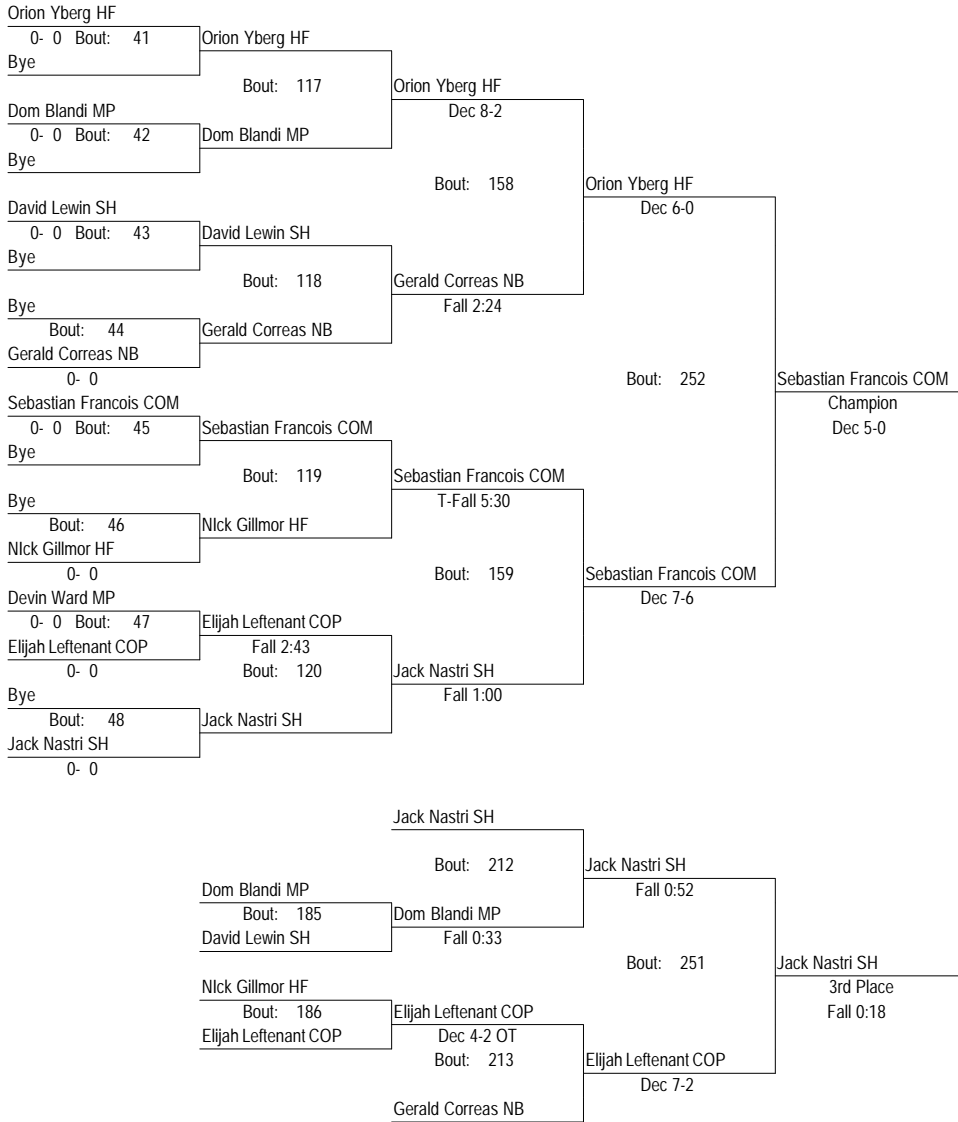 Orion Yberg HF
0- 0 Bout: 41 Orion Yberg HF
Bye
Bout: 117 Orion Yberg HF
Dom Blandi MP Dec 8-2
0- 0 Bout: 42 Dom Blandi MP
Bye
Bout: 158 Orion Yberg HF
David Lewin SH Dec 6-0
0- 0 Bout: 43 David Lewin SH
Bye
Bout: 118 Gerald Correas NB
Bye Fall 2:24
Bout: 44 Gerald Correas NB
Gerald Correas NB
0- 0 Bout: 252 Sebastian Francois COM
Sebastian Francois COM Champion
0- 0 Bout: 45 Sebastian Francois COM Dec 5-0
Bye
Bout: 119 Sebastian Francois COM
Bye T-Fall 5:30
Bout: 46 NIck Gillmor HF
NIck Gillmor HF
0- 0 Bout: 159 Sebastian Francois COM
Devin Ward MP Dec 7-6
0- 0 Bout: 47 Elijah Leftenant COP
Elijah Leftenant COP Fall 2:43
0- 0 Bout: 120 Jack Nastri SH
Bye Fall 1:00
Bout: 48 Jack Nastri SH
Jack Nastri SH
0- 0
Jack Nastri SH
Bout: 212 Jack Nastri SH
Dom Blandi MP Fall 0:52
Bout: 185 Dom Blandi MP
David Lewin SH Fall 0:33
Bout: 251 Jack Nastri SH
NIck Gillmor HF 3rd Place
Bout: 186 Elijah Leftenant COP Fall 0:18
Elijah Leftenant COP Dec 4-2 OT
Bout: 213 Elijah Leftenant COP
Dec 7-2
Gerald Correas NB